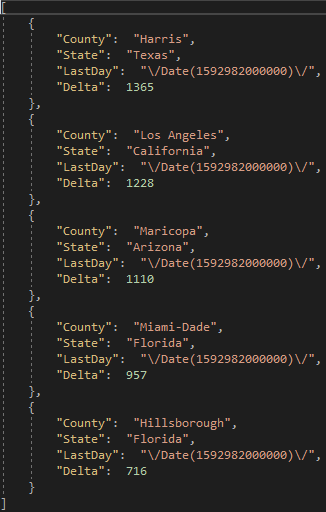 [
{
"County":  "Harris",
"State":  "Texas",
"LastDay":  "\/Date(1592982000000)\/",
"Delta":  1365
},
{
"County":  "Los Angeles",
"State":  "California",
"LastDay":  "\/Date(1592982000000)\/",
"Delta":  1228
},
{
"County":  "Maricopa",
"State":  "Arizona",
"LastDay":  "\/Date(1592982000000)\/",
"Delta":  1110
},
{
"County":  "Miami-Dade",
"State":  "Florida",
"LastDay":  "\/Date(1592982000000)\/",
"Delta":  957
},
{
"County":  "Hillsborough",
"State":  "Florida",
"LastDay":  "\/Date(1592982000000)\/",
"Delta":  716
}
]